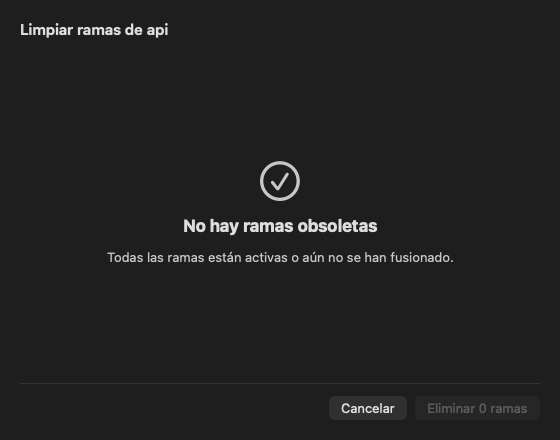 Limpiar ramas de api
No hay ramas obsoletas
Todas las ramas están activas o aún no se han fusionado.
Cancelar
Eliminar 0 ramas